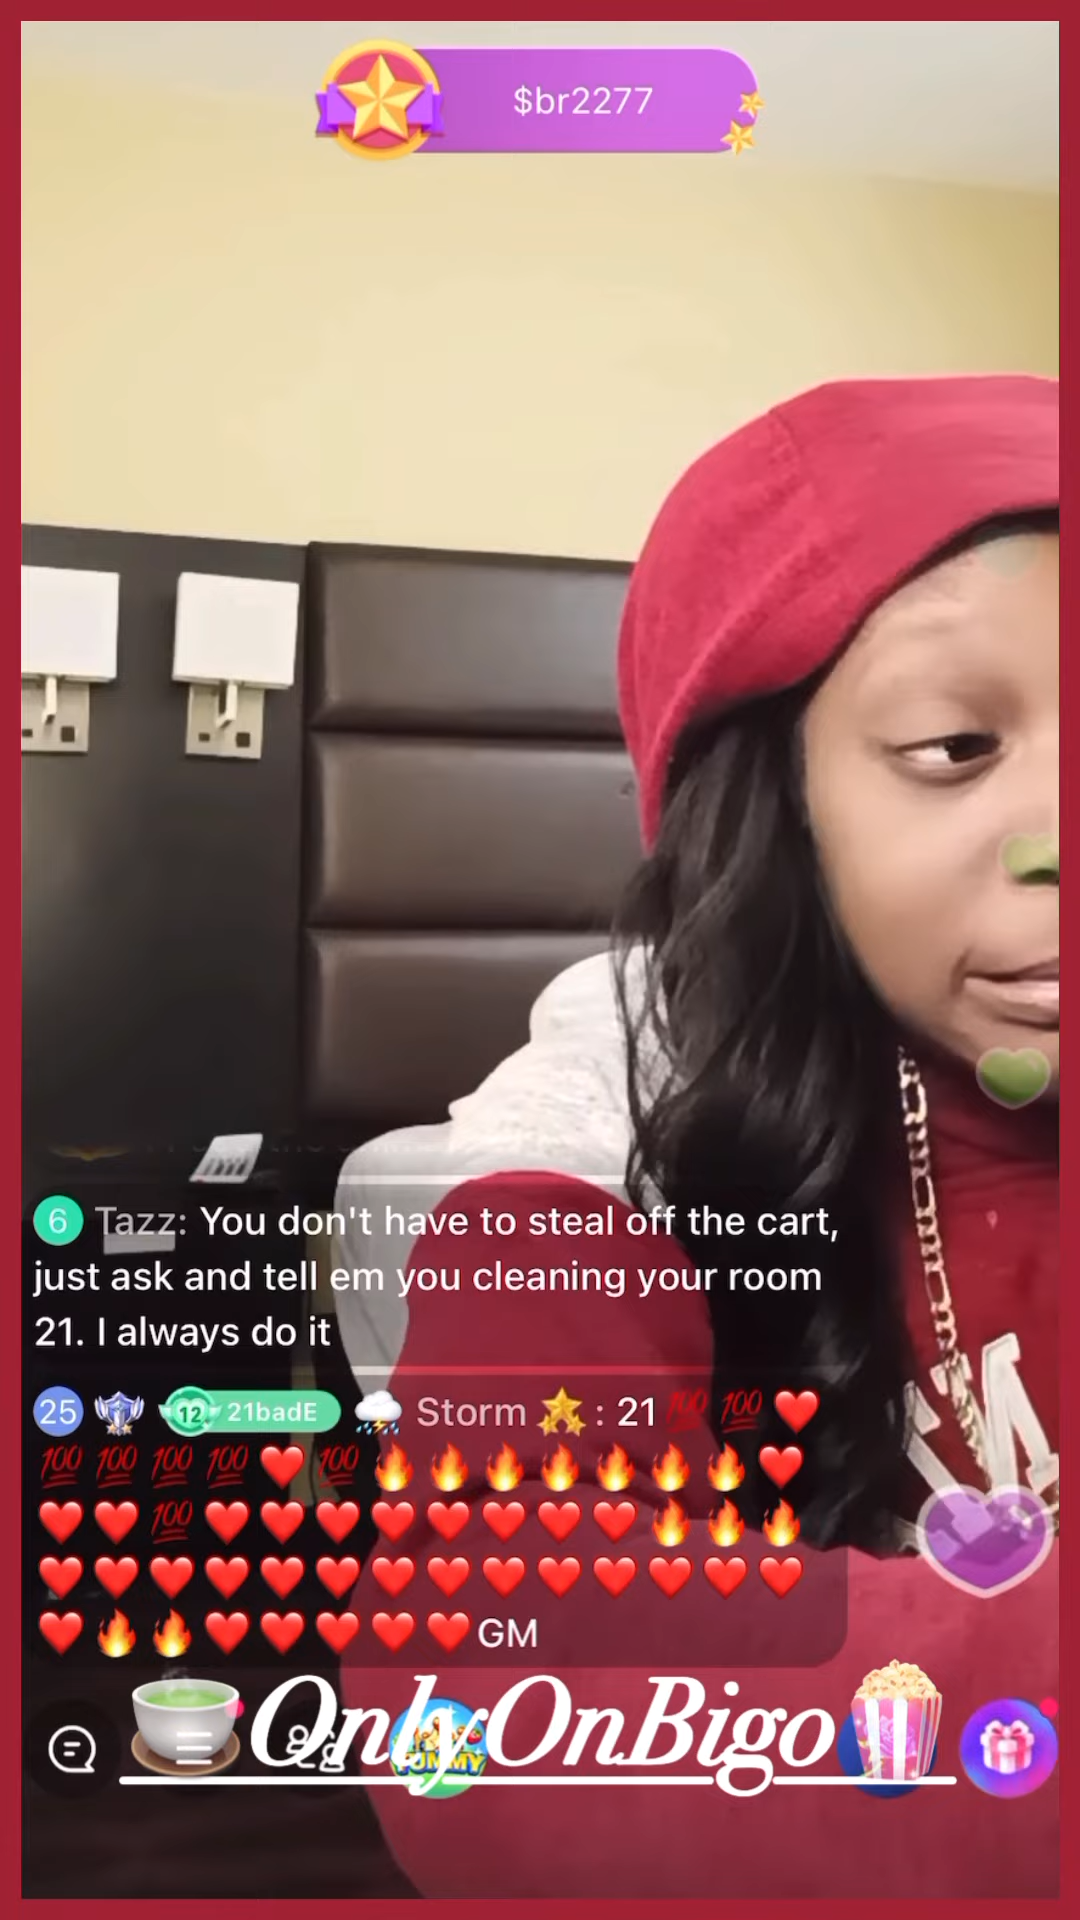 $br2277
6 Tazz: You don't have to steal off the cart,
just ask and tell em you cleaning your room
21. I always do it
25 12 21badE ⛈️ Storm : 21 💯 💯 ❤️
💯 💯 💯 💯 ❤️ 💯 🔥 🔥 🔥 🔥 🔥 🔥 🔥 ❤️
❤️ ❤️ 💯 ❤️ ❤️ ❤️ ❤️ ❤️ ❤️ ❤️ ❤️ 🔥 🔥 🔥
❤️ ❤️ ❤️ ❤️ ❤️ ❤️ ❤️ ❤️ ❤️ ❤️ ❤️ ❤️ ❤️ ❤️
❤️ 🔥 🔥 ❤️ ❤️ ❤️ ❤️ ❤️ GM
🍵 OnlyOnBigo 🍿
YUMMY